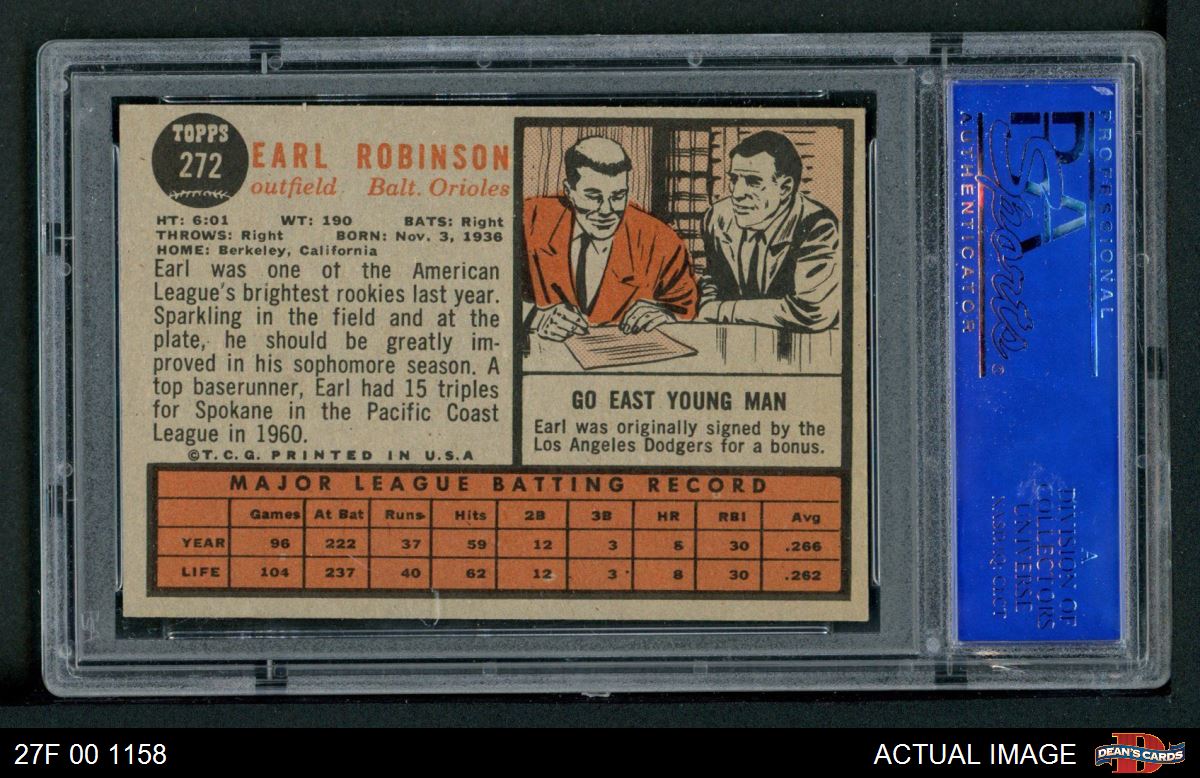 TOPPS
272
EARL ROBINSON
outfield Balt. Orioles
HT: 6:01 WT: 190 BATS: Right
THROWS: Right BORN: Nov. 3, 1936
HOME: Berkeley, California
Earl was one of the American
League's brightest rookies last year.
Sparkling in the field and at the
plate, he should be greatly im-
proved in his sophomore season. A
top baserunner, Earl had 15 triples
for Spokane in the Pacific Coast
League in 1960.
©T.C.G. PRINTED IN U.S.A
GO EAST YOUNG MAN
Earl was originally signed by the
Los Angeles Dodgers for a bonus.
MAJOR LEAGUE BATTING RECORD
Games At Bat Runs Hits 2B 3B HR RBI Avg
YEAR 96 222 37 59 12 3 8 30 .266
LIFE 104 237 40 62 12 3 8 30 .262
PROFESSIONAL
PSA
Sports
®
AUTHENTICATOR
A
DIVISION OF
COLLECTORS
UNIVERSE
NASDAQ: CLCT
27F 00 1158
ACTUAL IMAGE
DEAN'S CARDS